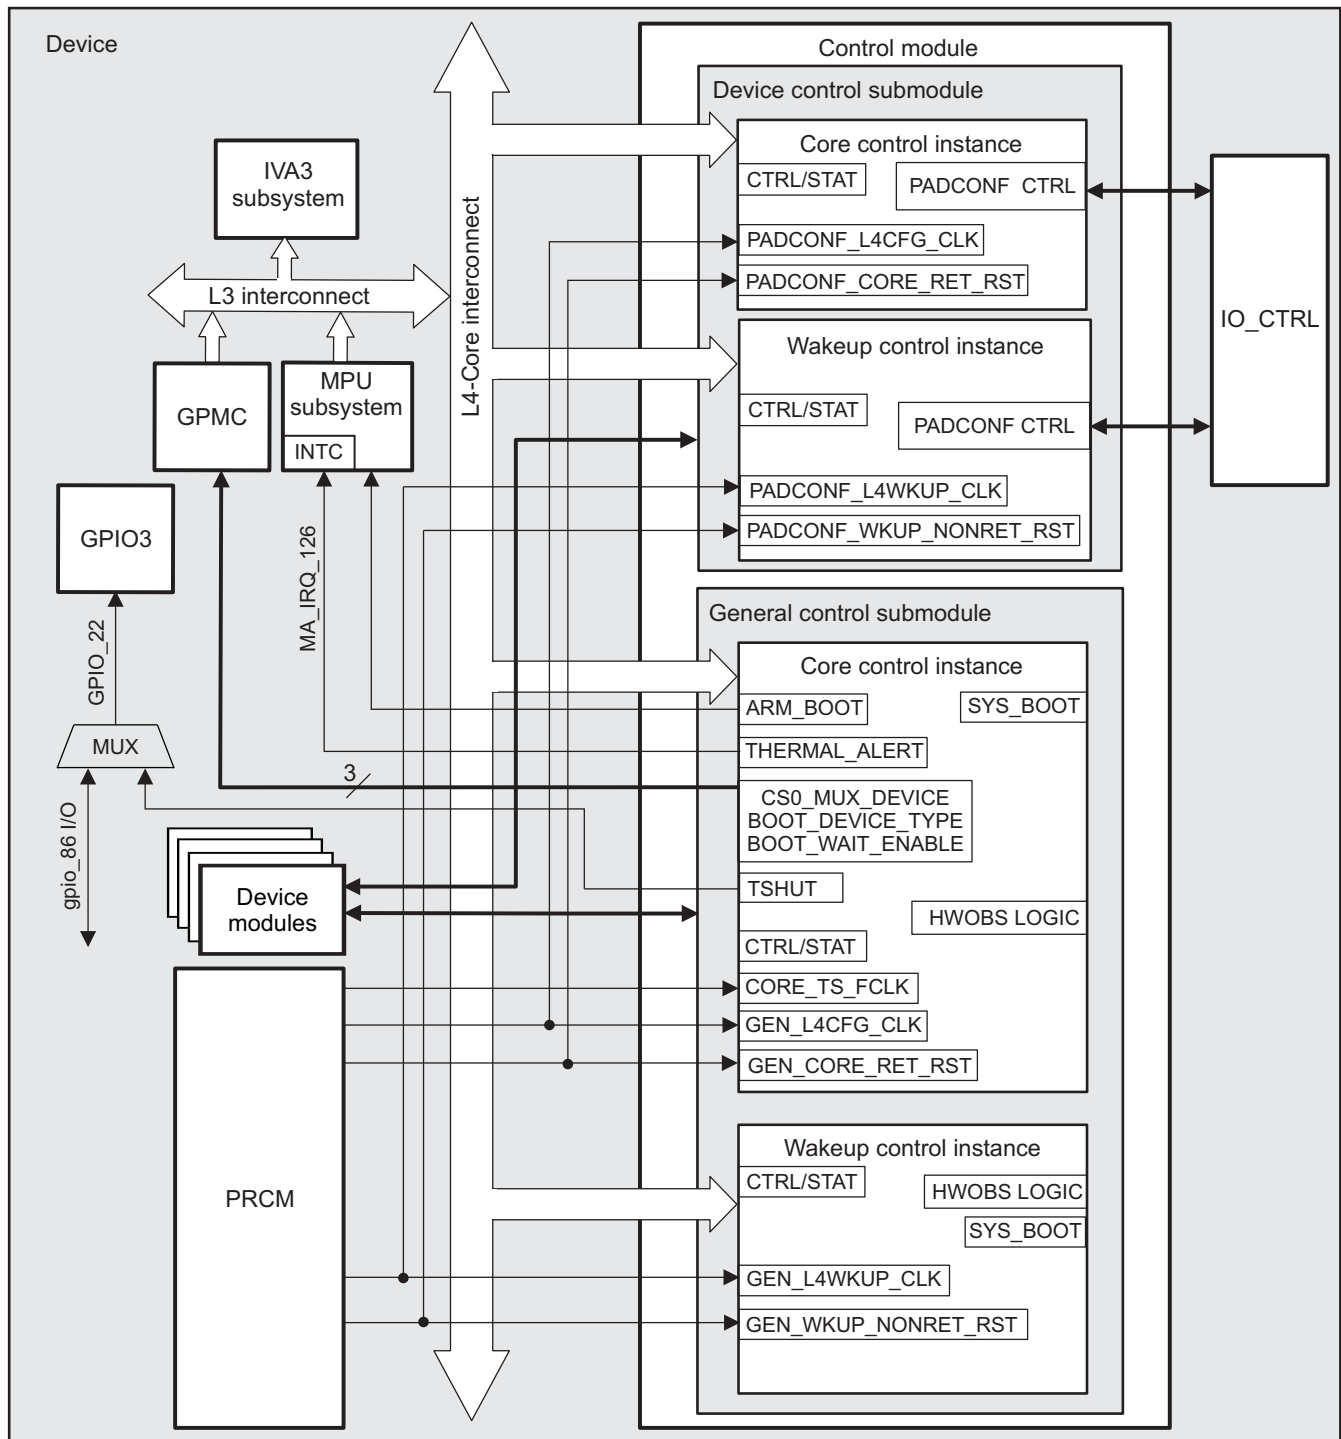 Device
Control module
Device control submodule
Core control instance
CTRL/STAT
PADCONF CTRL
PADCONF_L4CFG_CLK
PADCONF_CORE_RET_RST
IVA3
subsystem
L3 interconnect
L4-Core interconnect
IO_CTRL
Wakeup control instance
CTRL/STAT
PADCONF CTRL
PADCONF_L4WKUP_CLK
PADCONF_WKUP_NONRET_RST
GPMC
MPU
subsystem
INTC
GPIO3
MA_IRQ_126
GPIO_22
MUX
gpio_86 I/O
3
General control submodule
Core control instance
ARM_BOOT
SYS_BOOT
THERMAL_ALERT
CS0_MUX_DEVICE
BOOT_DEVICE_TYPE
BOOT_WAIT_ENABLE
TSHUT
HWOBS LOGIC
CTRL/STAT
CORE_TS_FCLK
GEN_L4CFG_CLK
GEN_CORE_RET_RST
Device
modules
PRCM
Wakeup control instance
CTRL/STAT
HWOBS LOGIC
SYS_BOOT
GEN_L4WKUP_CLK
GEN_WKUP_NONRET_RST